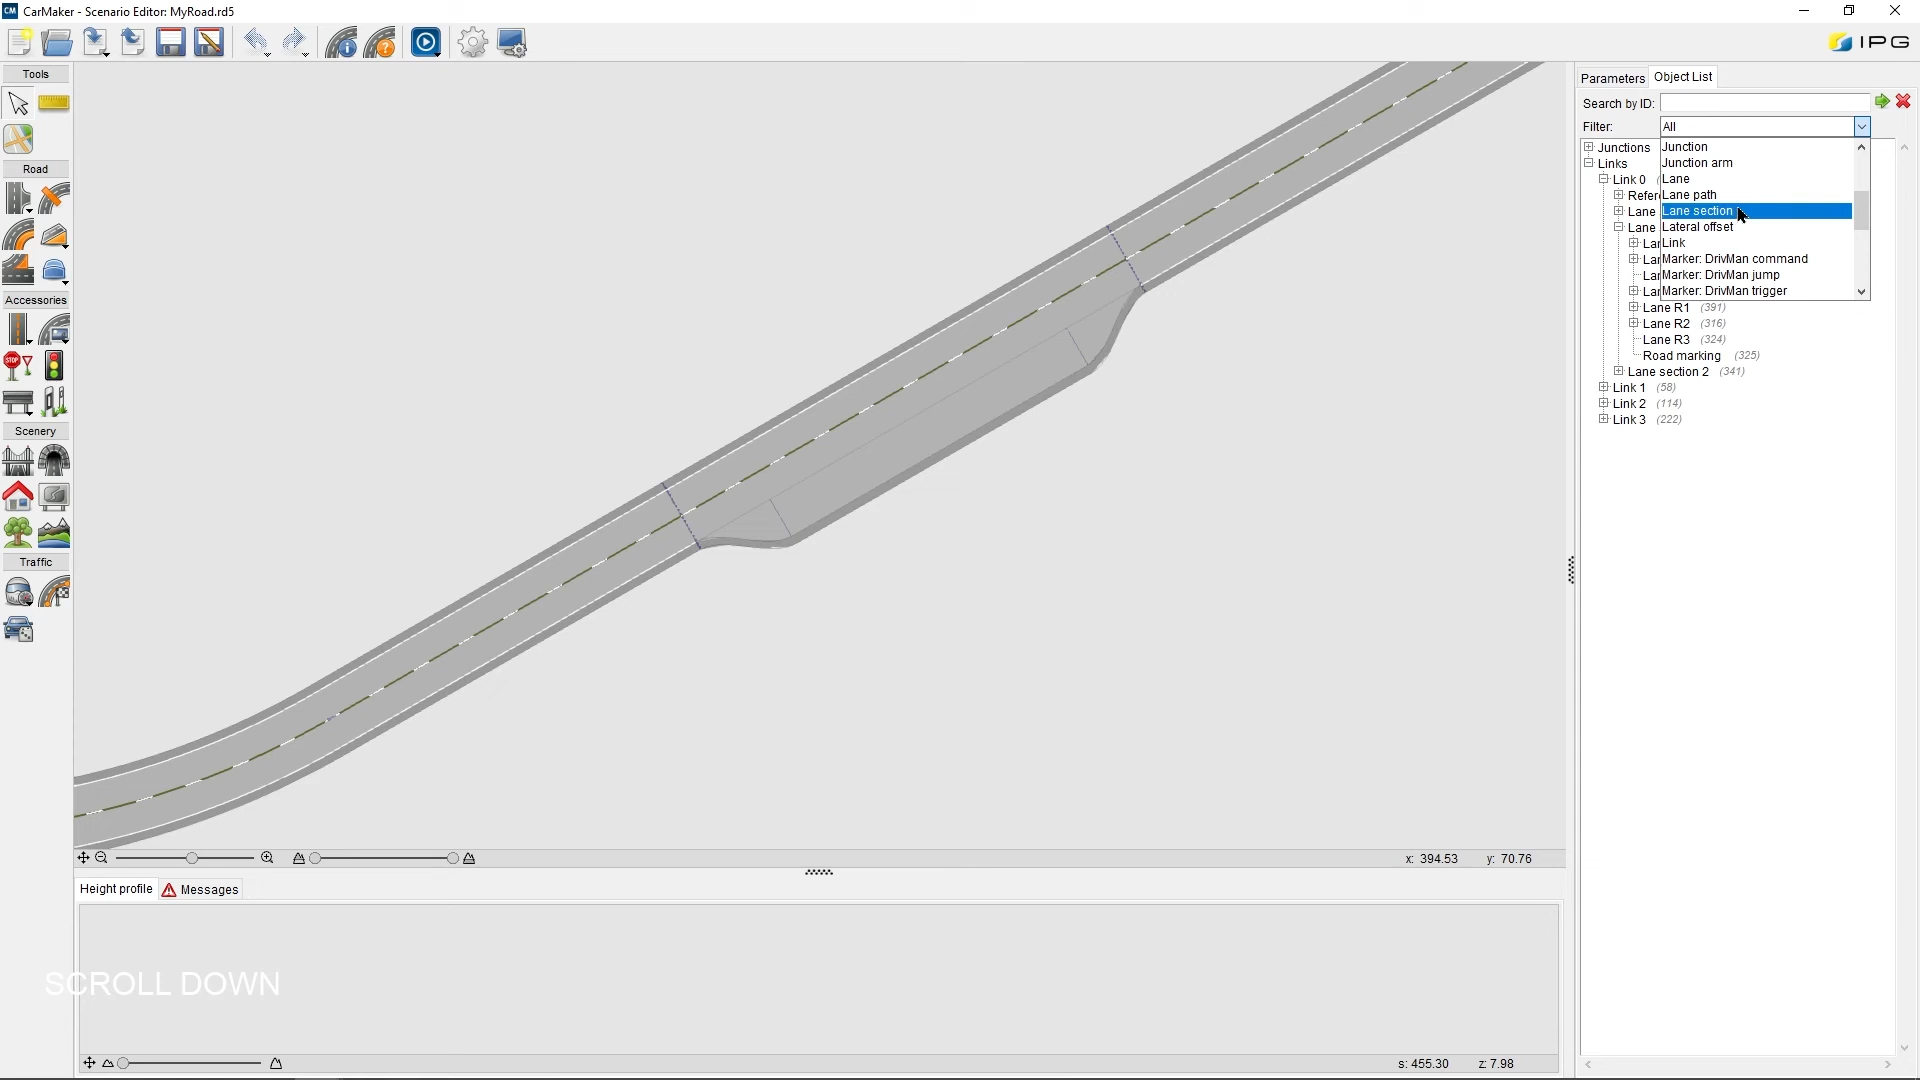 CM CarMaker - Scenario Editor: MyRoad.rd5
IPG
Tools
Road
Accessories
Scenery
Traffic
Parameters
Object List
Search by ID:
Filter: All
Junction
Junction arm
Lane
Lane path
Lane section
Lateral offset
Link
Marker: DrivMan command
Marker: DrivMan jump
Marker: DrivMan trigger
Junctions
Links
Link 0
Lane
Lane
Lane R1 (391)
Lane R2 (316)
Lane R3 (324)
Road marking (325)
Lane section 2 (341)
Link 1 (58)
Link 2 (114)
Link 3 (222)
x: 394.53 y: 70.76
Height profile
Messages
SCROLL DOWN
s: 455.30 z: 7.98